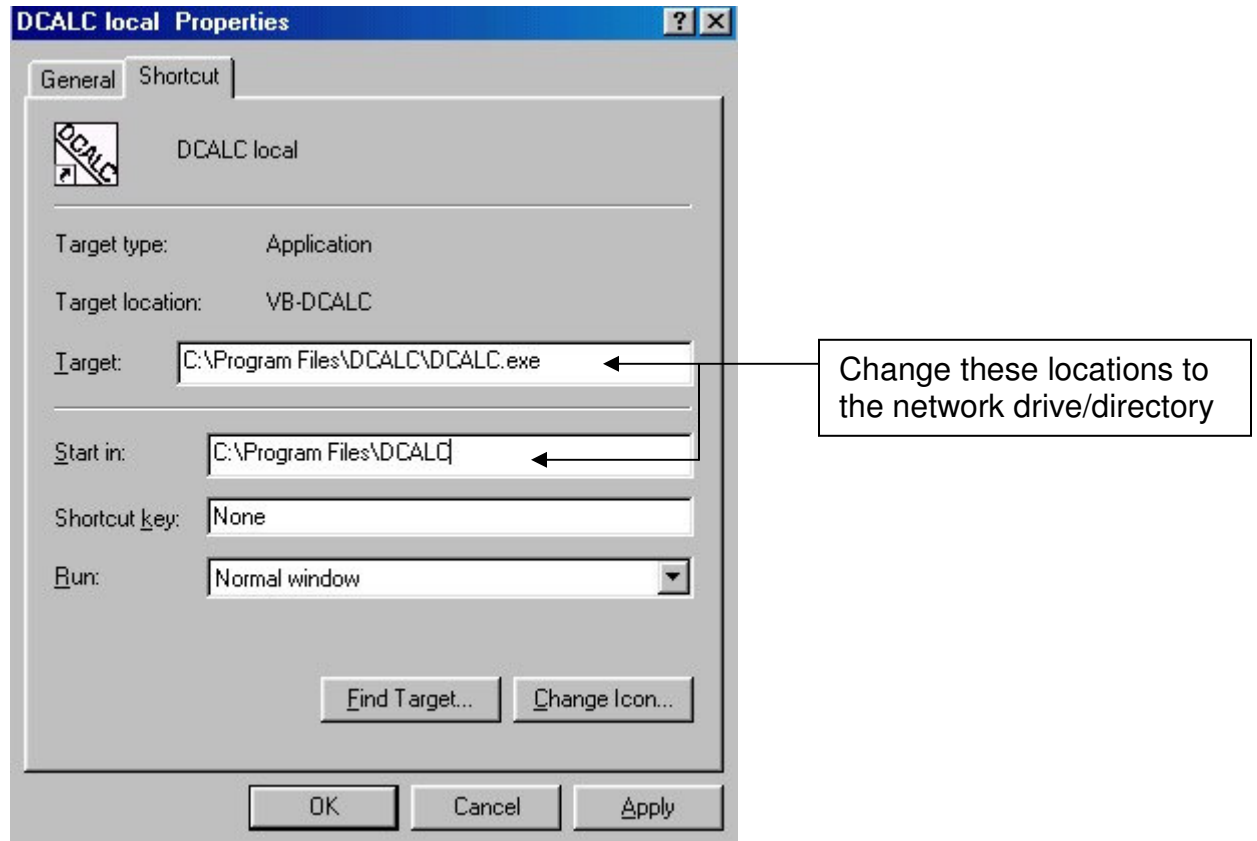 DCALC local Properties
General Shortcut
DCALC
DCALC local
Target type: Application
Target location: VB-DCALC
Target: C:\Program Files\DCALC\DCALC.exe
Change these locations to
the network drive/directory
Start in: C:\Program Files\DCALC
Shortcut key: None
Run: Normal window
Find Target... Change Icon...
OK Cancel Apply